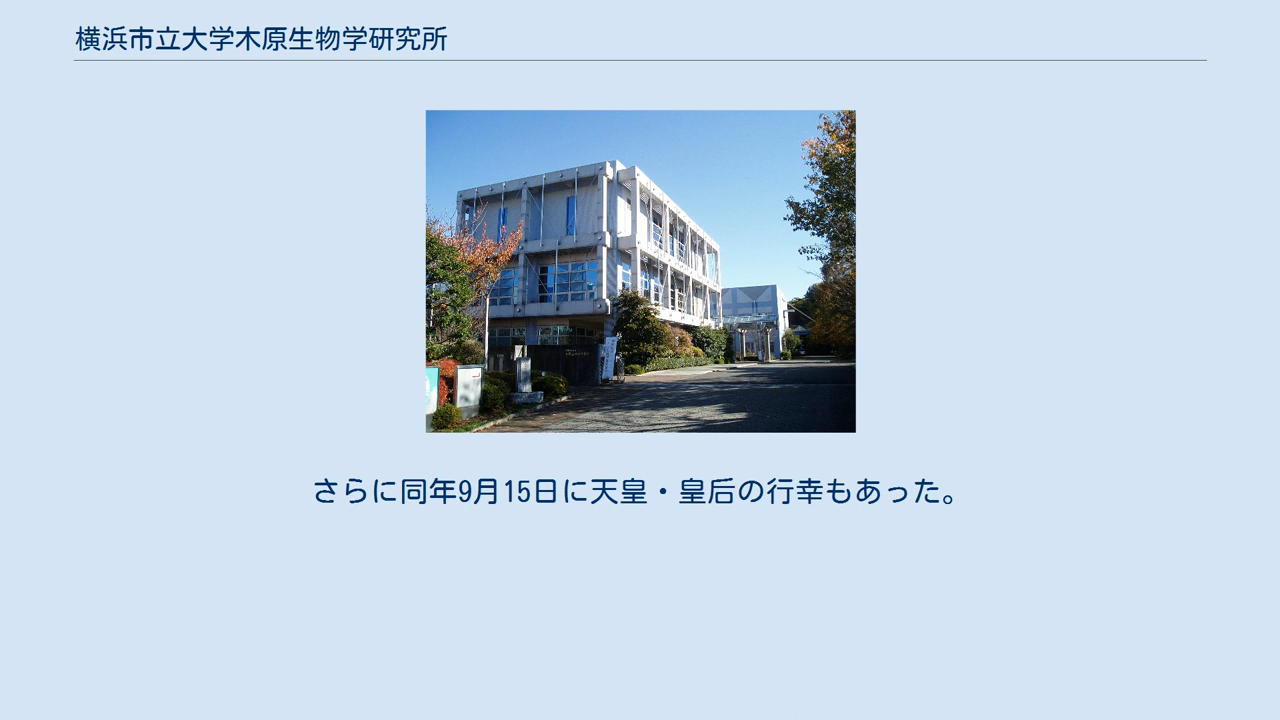 横浜市立大学木原生物学研究所
さらに同年9月15日に天皇・皇后の行幸もあった。